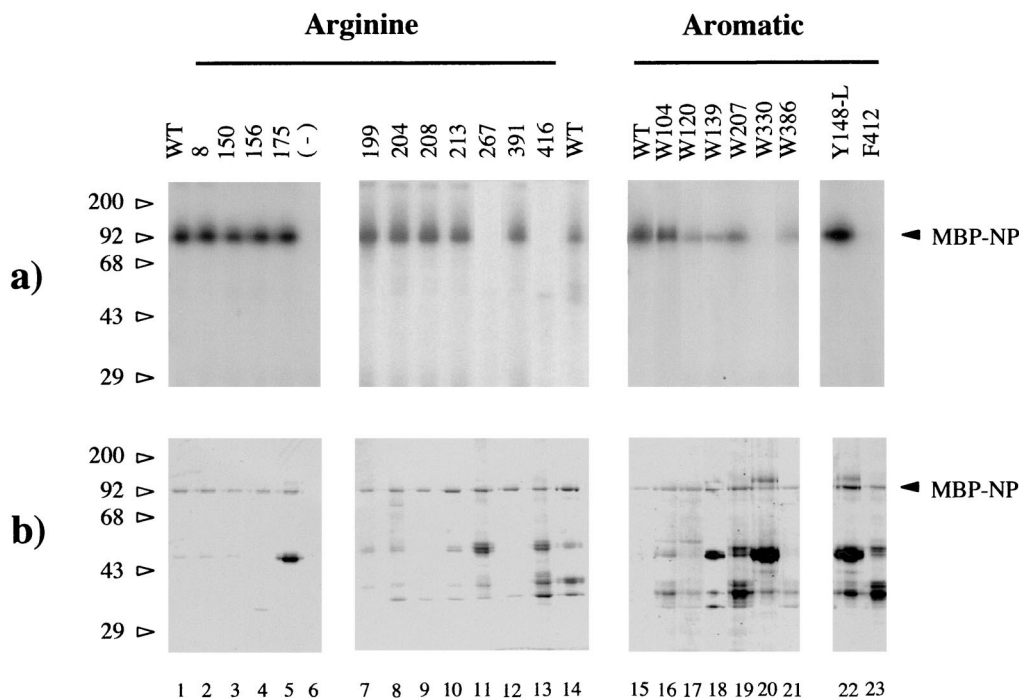 Arginine Aromatic
WT 8 150 156 175 (-) 199 204 208 213 267 391 416 WT WT W104 W120 W139 W207 W330 W386 Y148-L F412
a)
200
92 MBP-NP
68
43
29
b)
200
92 MBP-NP
68
43
29
1 2 3 4 5 6 7 8 9 10 11 12 13 14 15 16 17 18 19 20 21 22 23